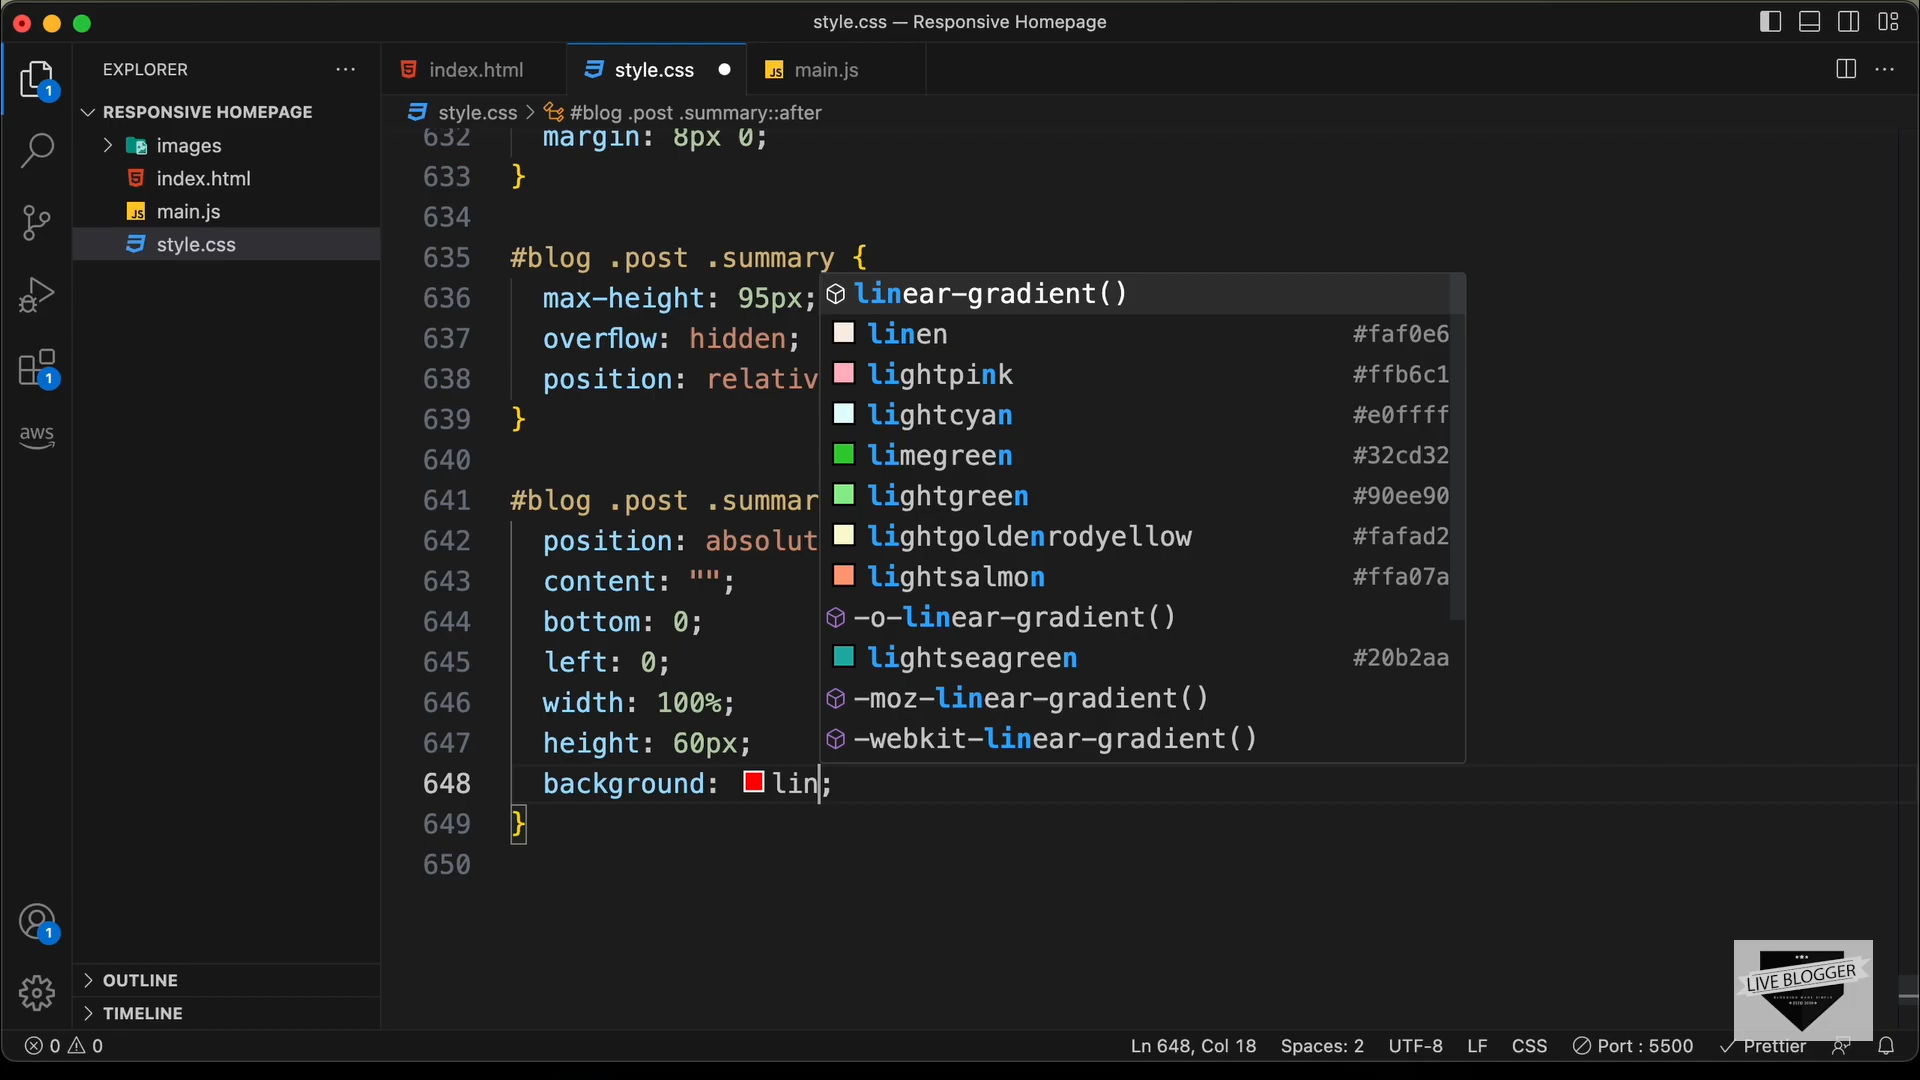 style.css — Responsive Homepage
EXPLORER
index.html
style.css
main.js
1
RESPONSIVE HOMEPAGE
style.css > #blog .post .summary::after
images
index.html
main.js
style.css
1
aws
632 margin: 8px 0;
633 }
634
635 #blog .post .summary {
636 max-height: 95px;
637 overflow: hidden;
638 position: relativ
639 }
640
641 #blog .post .summar
642 position: absolut
643 content: "";
644 bottom: 0;
645 left: 0;
646 width: 100%;
647 height: 60px;
648 background: lin;
649 }
650
linear-gradient()
linen #faf0e6
lightpink #ffb6c1
lightcyan #e0ffff
limegreen #32cd32
lightgreen #90ee90
lightgoldenrodyellow #fafad2
lightsalmon #ffa07a
-o-linear-gradient()
lightseagreen #20b2aa
-moz-linear-gradient()
-webkit-linear-gradient()
1
OUTLINE
TIMELINE
LIVE BLOGGER
0 0
Ln 648, Col 18
Spaces: 2
UTF-8
LF
CSS
Port : 5500
Prettier